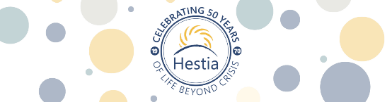 CELEBRATING 50 YEARS
Hestia
OF LIFE BEYOND CRISIS